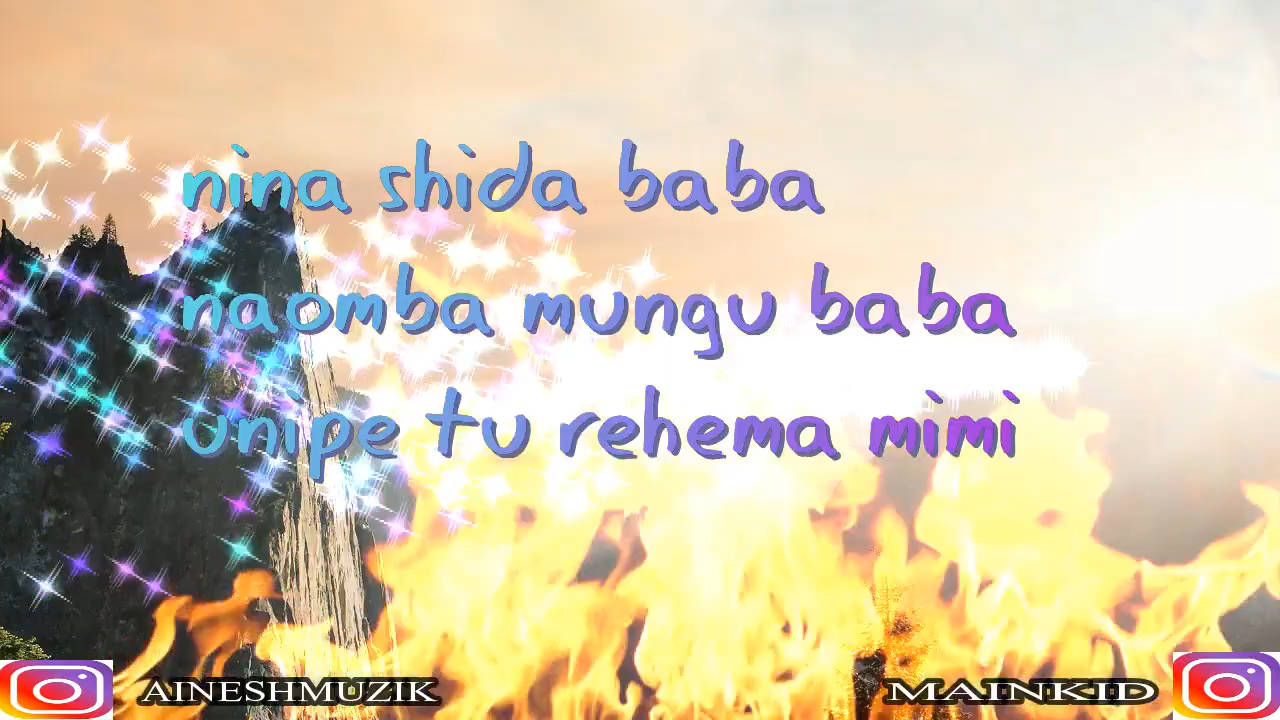 nina shida baba
naomba mungu baba
unipe tu rehema mimi
AINESHMUZIK
MAINKID